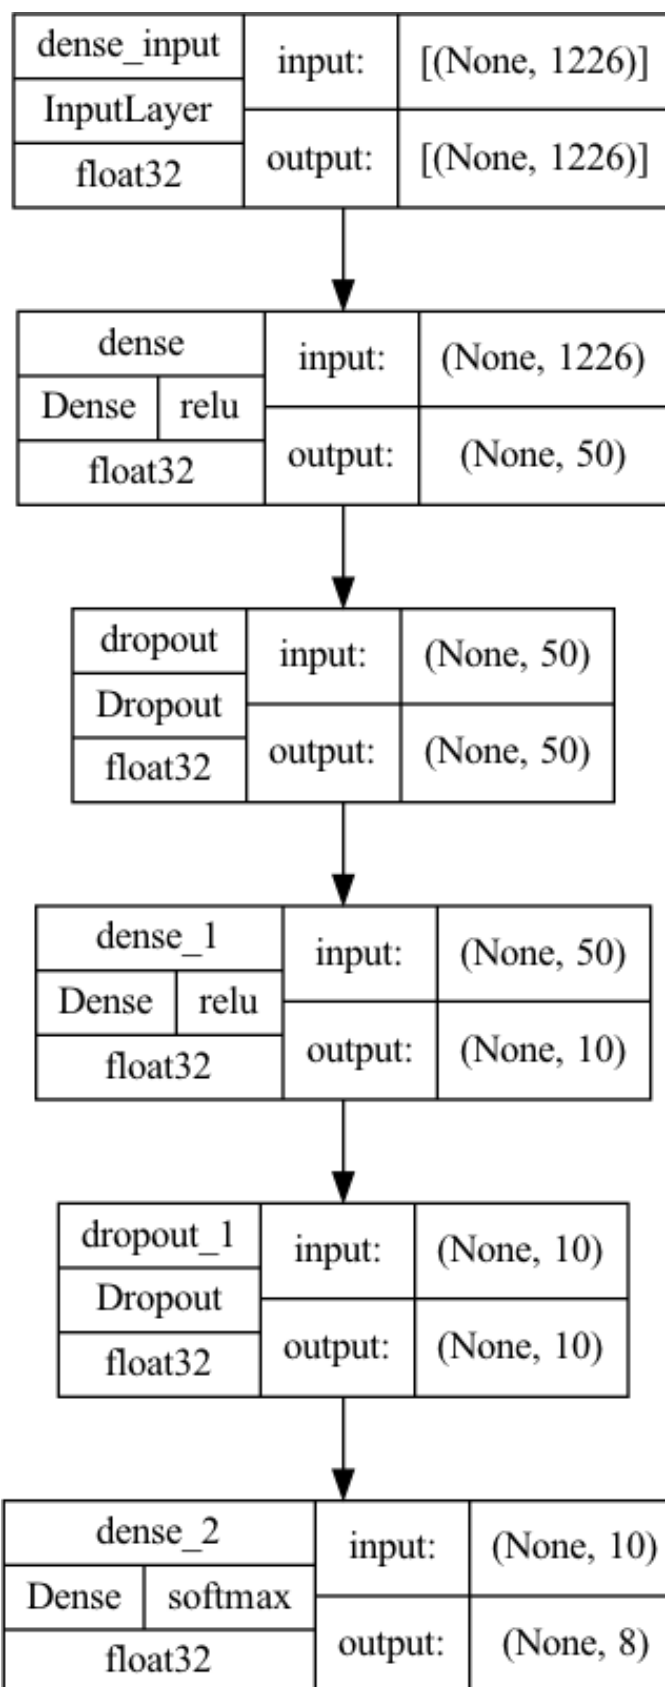 dense_input
InputLayer
float32
input:
[(None, 1226)]
output:
[(None, 1226)]
dense
Dense
relu
float32
input:
(None, 1226)
output:
(None, 50)
dropout
Dropout
float32
input:
(None, 50)
output:
(None, 50)
dense_1
Dense
relu
float32
input:
(None, 50)
output:
(None, 10)
dropout_1
Dropout
float32
input:
(None, 10)
output:
(None, 10)
dense_2
Dense
softmax
float32
input:
(None, 10)
output:
(None, 8)